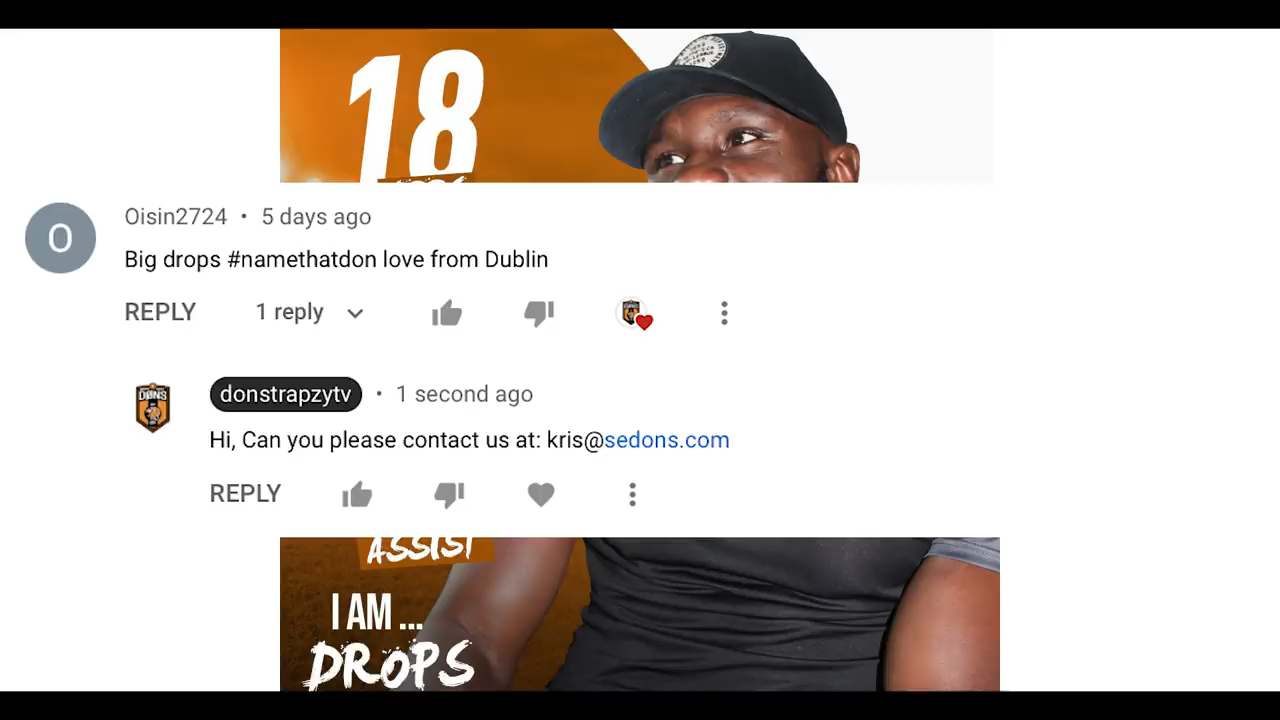 18
Oisin2724 • 5 days ago
Big drops #namethatdon love from Dublin
REPLY 1 reply
O
DONS
donstrapzytv • 1 second ago
Hi, Can you please contact us at: kris@sedons.com
REPLY
ASSIST
I AM ...
DROPS